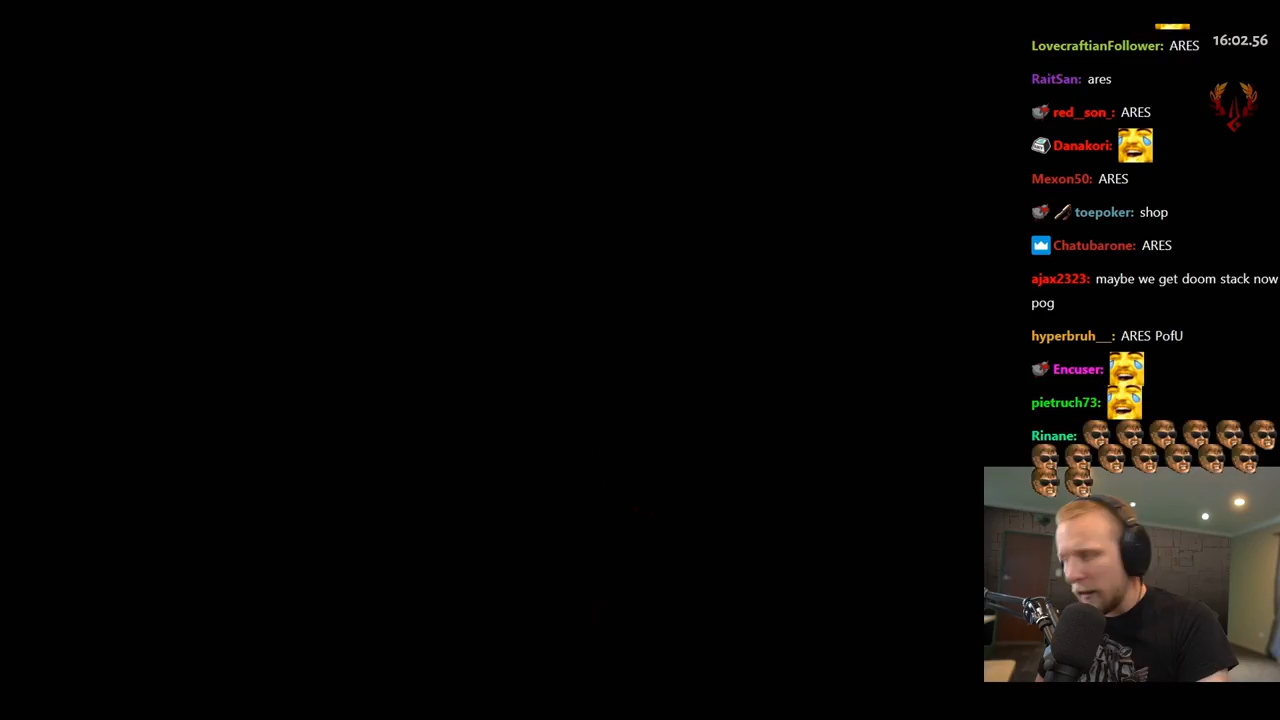 LovecraftianFollower: ARES
16:02.56
RaitSan: ares
red__son_: ARES
Danakori:
Mexon50: ARES
toepoker: shop
Chatubarone: ARES
ajax2323: maybe we get doom stack now
pog
hyperbruh__: ARES PofU
Encuser:
pietruch73:
Rinane: